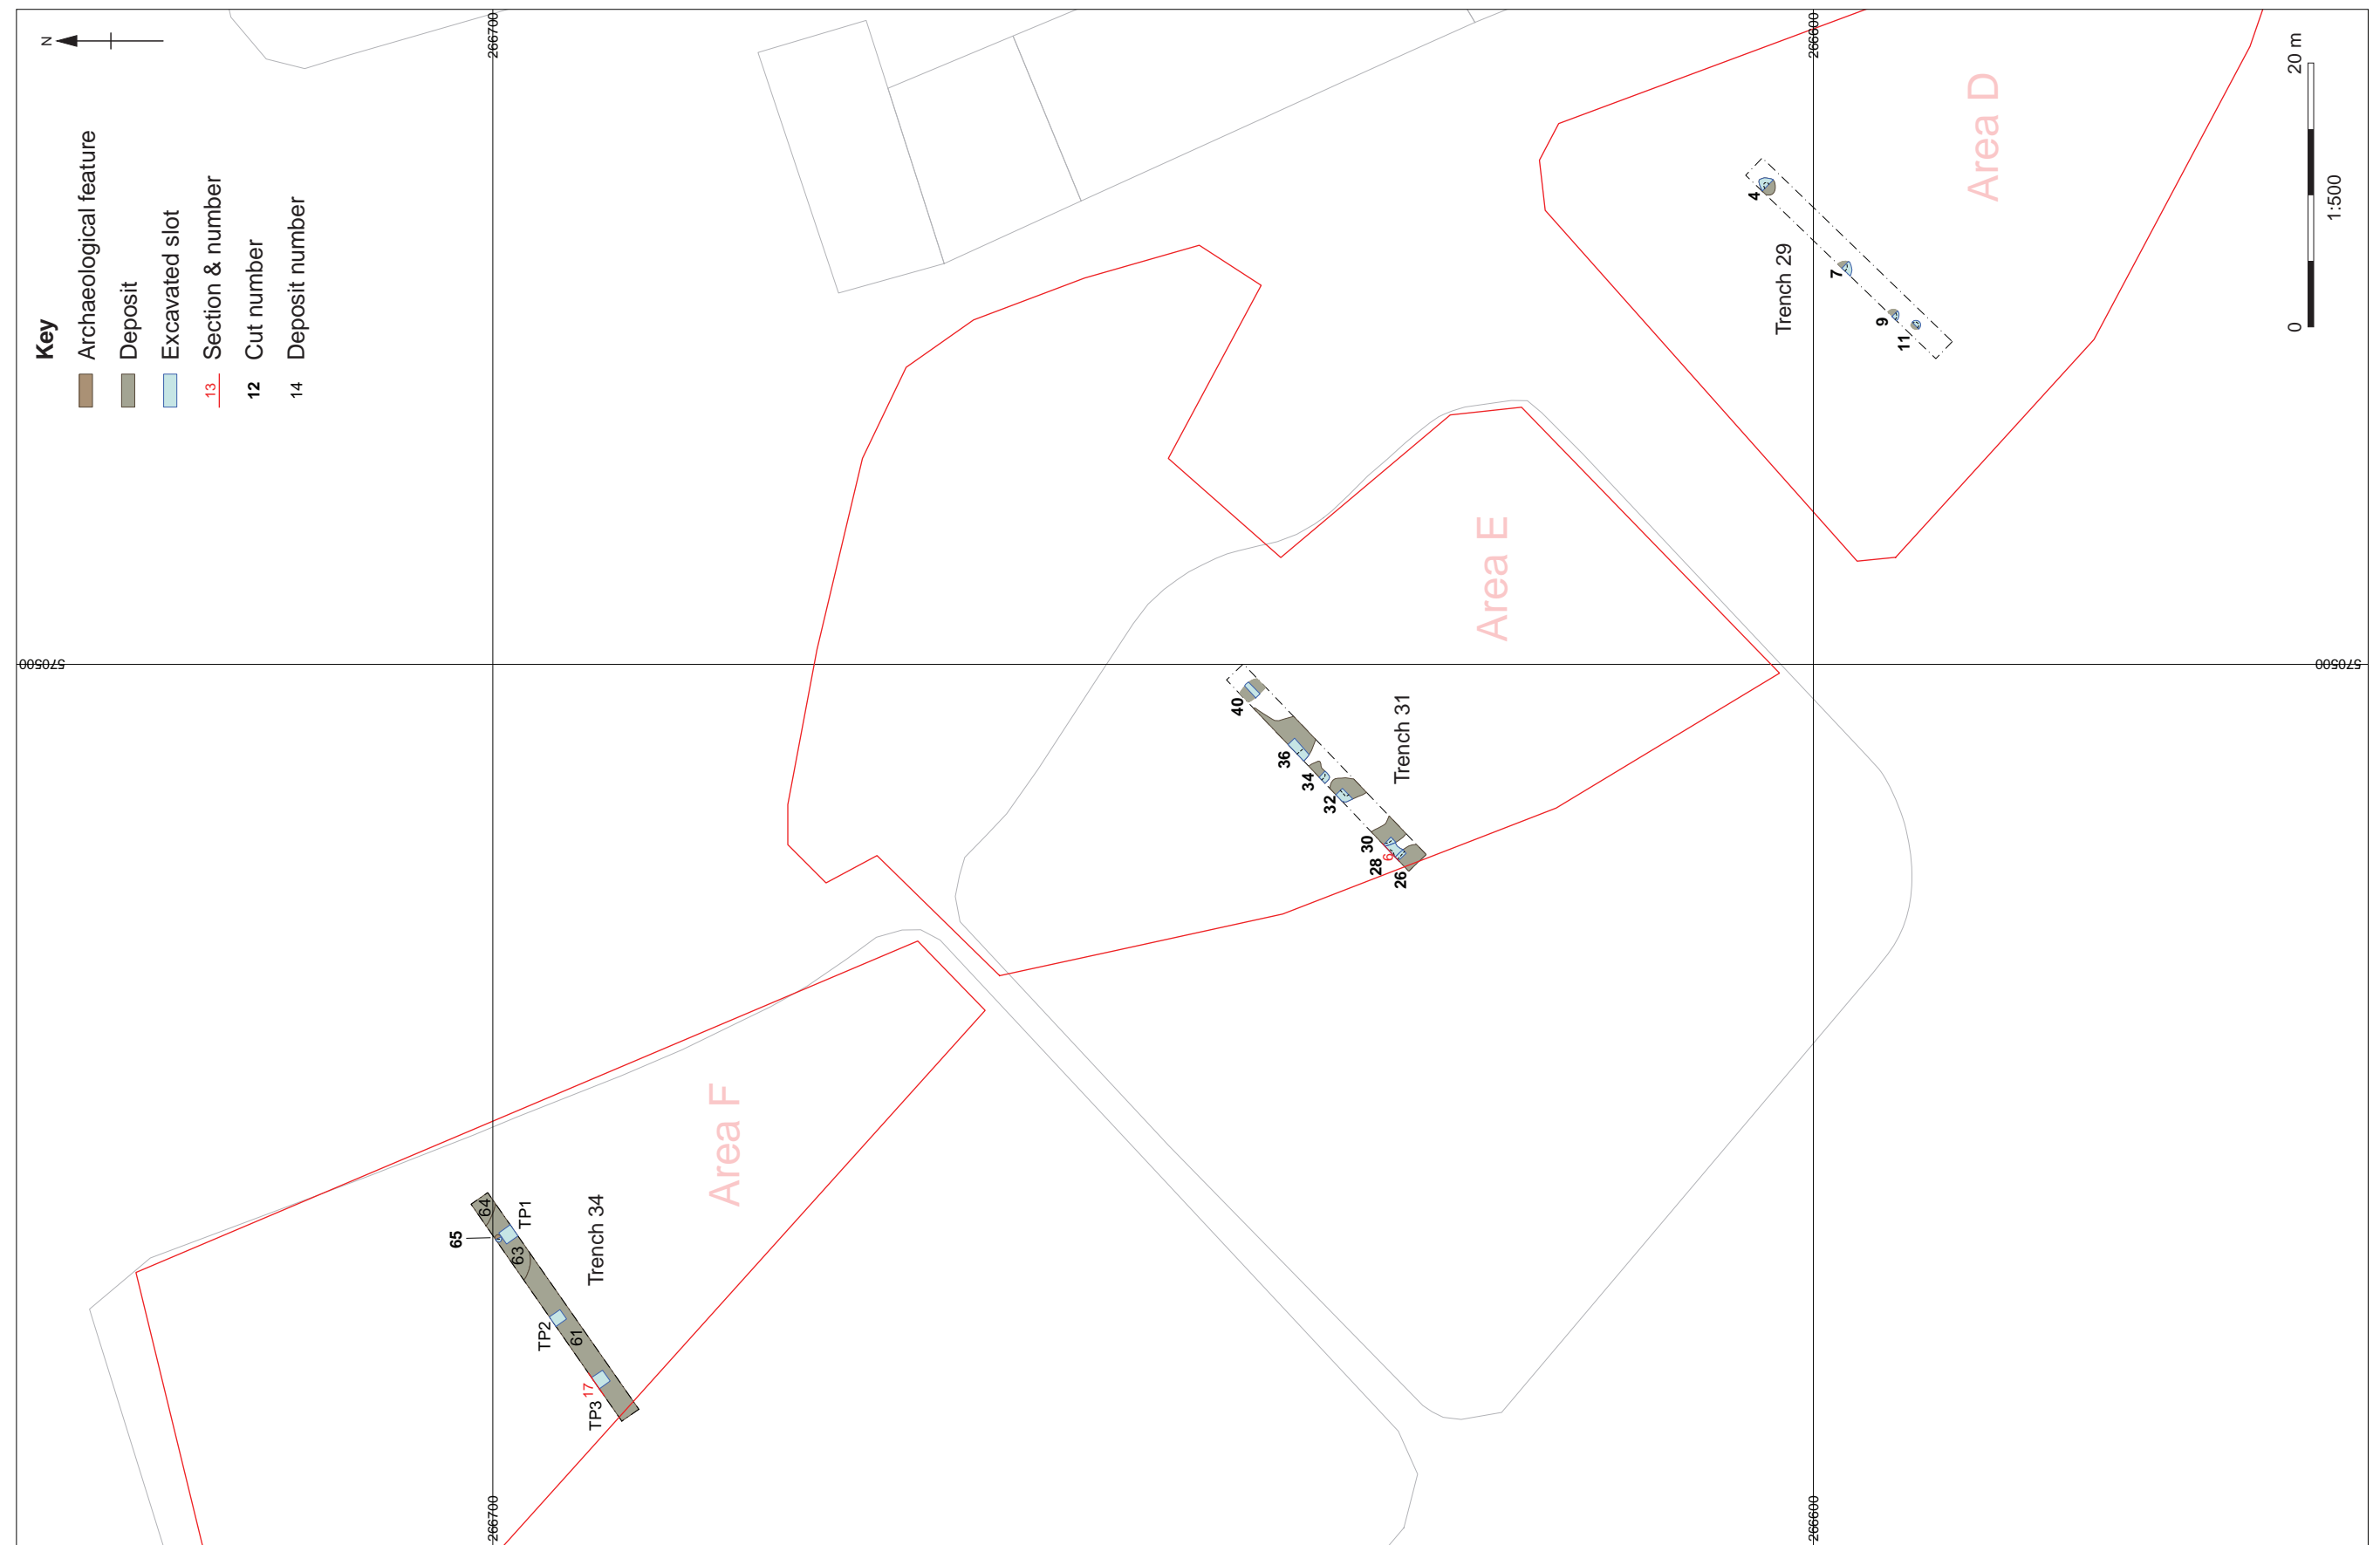 N
Key
Archaeological feature
Deposit
Excavated slot
13 Section & number
12 Cut number
14 Deposit number
266700
266600
570500
570500
266700
266600
Area F
65
64
TP1
63
Trench 34
TP2
61
17
TP3
Area E
40
36
34
32
30
6
28
26
Trench 31
Area D
4
Trench 29
7
9
11
0 20 m
1:500